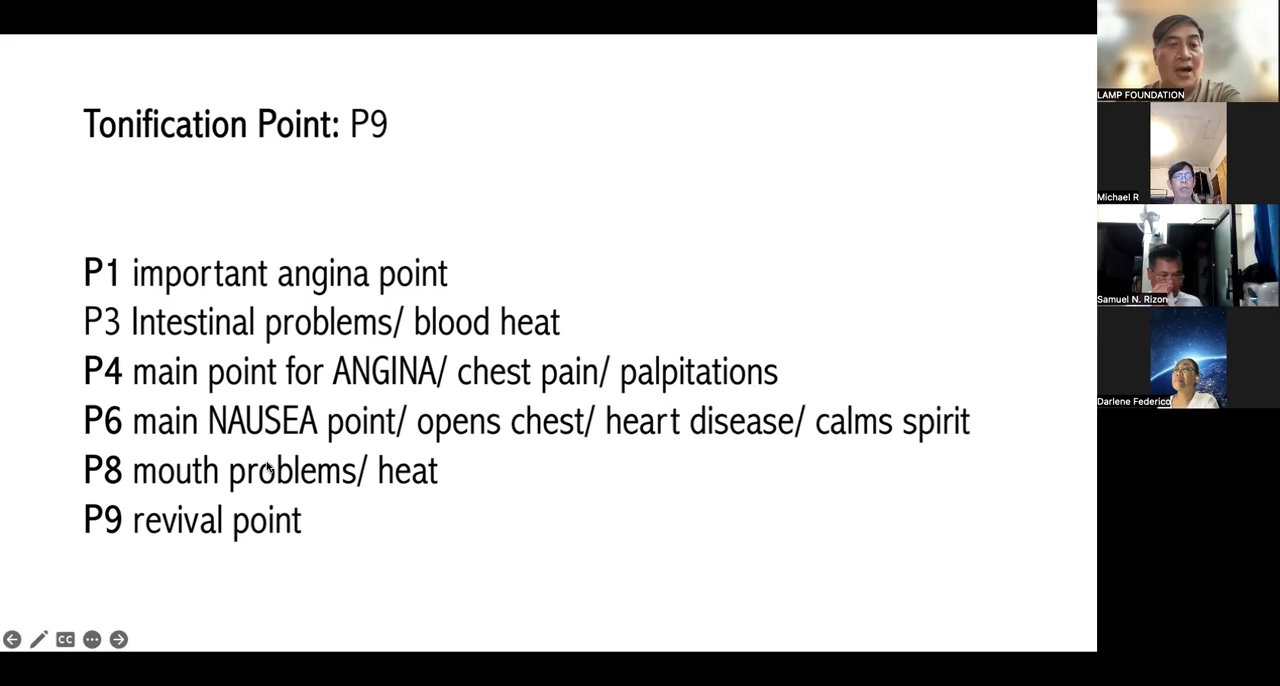 Tonification Point: P9
P1 important angina point
P3 Intestinal problems/ blood heat
P4 main point for ANGINA/ chest pain/ palpitations
P6 main NAUSEA point/ opens chest/ heart disease/ calms spirit
P8 mouth problems/ heat
P9 revival point
CC
LAMP FOUNDATION
Michael R
Samuel N. Rizon
Darlene Federico